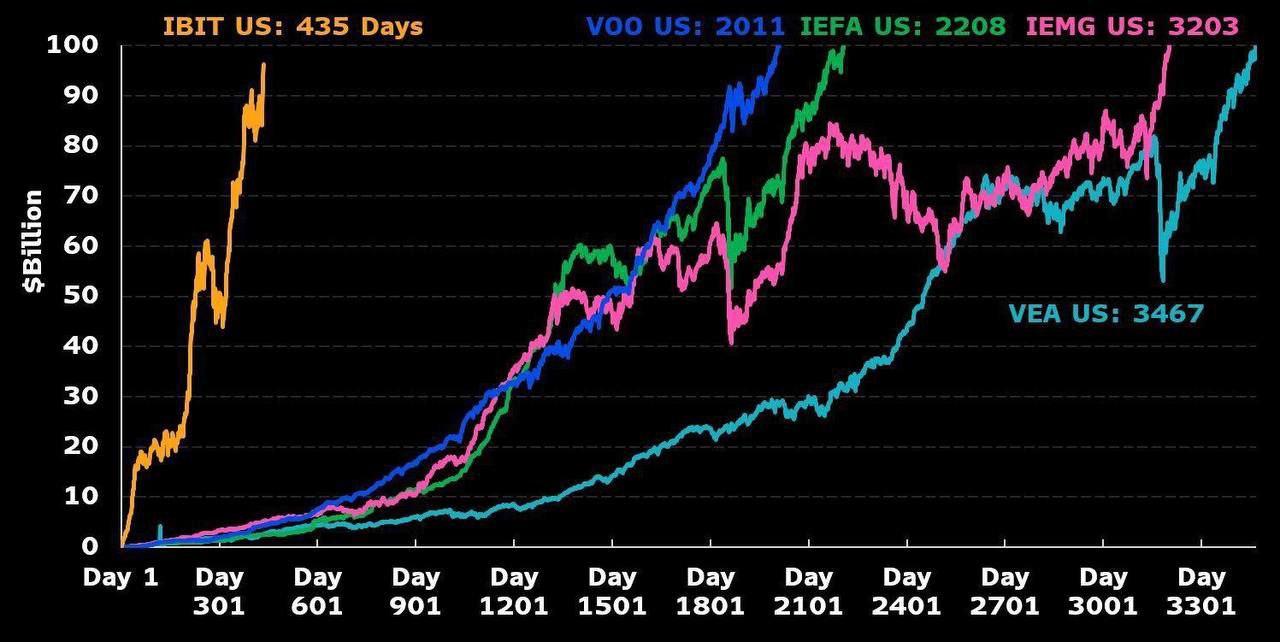 IBIT US: 435 Days
VOO US: 2011
IEFA US: 2208
IEMG US: 3203
$Billion
100
90
80
70
60
50
40
30
20
10
0
VEA US: 3467
Day 1
Day 301
Day 601
Day 901
Day 1201
Day 1501
Day 1801
Day 2101
Day 2401
Day 2701
Day 3001
Day 3301